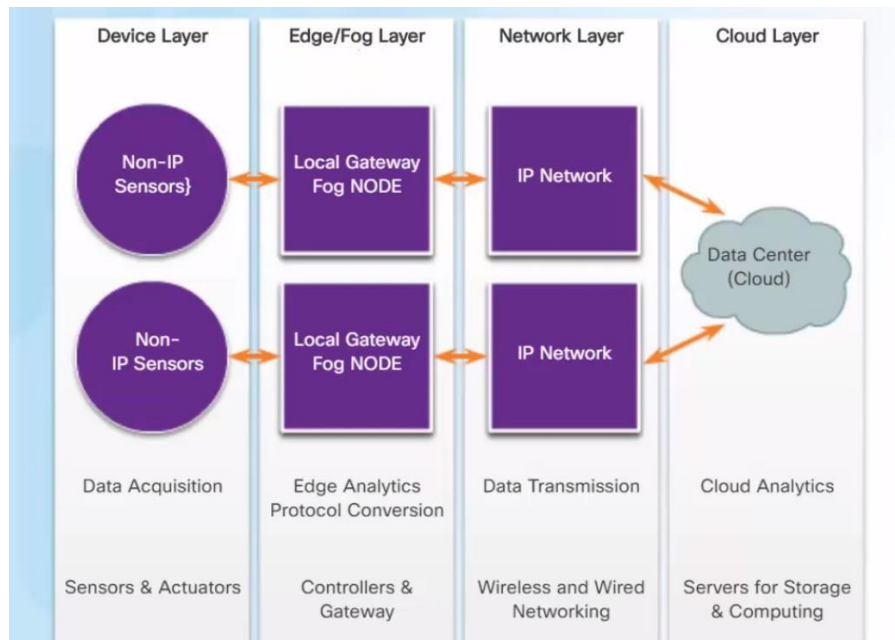 Device Layer
Edge/Fog Layer
Network Layer
Cloud Layer
Non-IP
Sensors}
Local Gateway
Fog NODE
IP Network
Data Center
(Cloud)
Non-
IP Sensors
Local Gateway
Fog NODE
IP Network
Data Acquisition
Edge Analytics
Protocol Conversion
Data Transmission
Cloud Analytics
Sensors & Actuators
Controllers &
Gateway
Wireless and Wired
Networking
Servers for Storage
& Computing